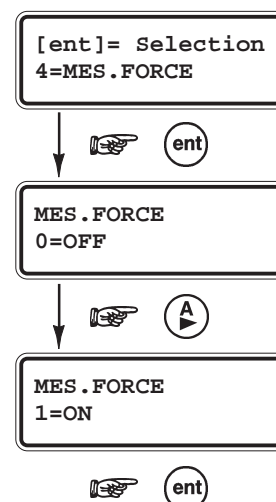 [ent]= Selection
4=MES.FORCE
ent
MES.FORCE
0=OFF
A
MES.FORCE
1=ON
ent